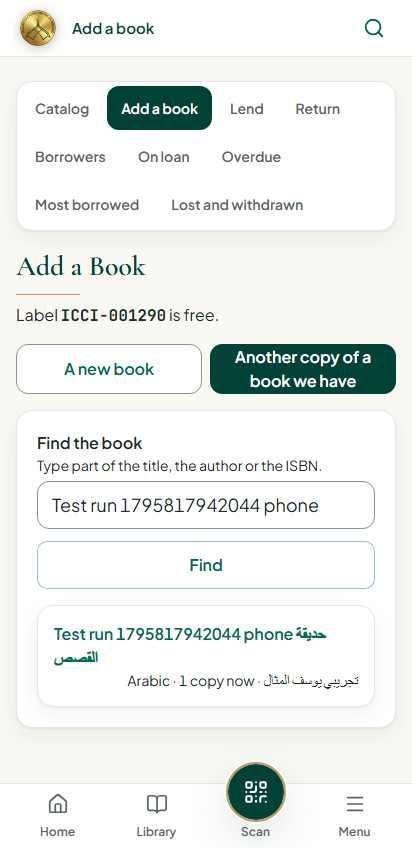 Add a book
Catalog
Add a book
Lend
Return
Borrowers
On loan
Overdue
Most borrowed
Lost and withdrawn
Add a Book
Label ICCI-001290 is free.
A new book
Another copy of a
book we have
Find the book
Type part of the title, the author or the ISBN.
Test run 1795817942044 phone
Find
Test run 1795817942044 phone حديقة
القصص
تجريبي يوسف المثال · Arabic · 1 copy now
Home
Library
Scan
Menu